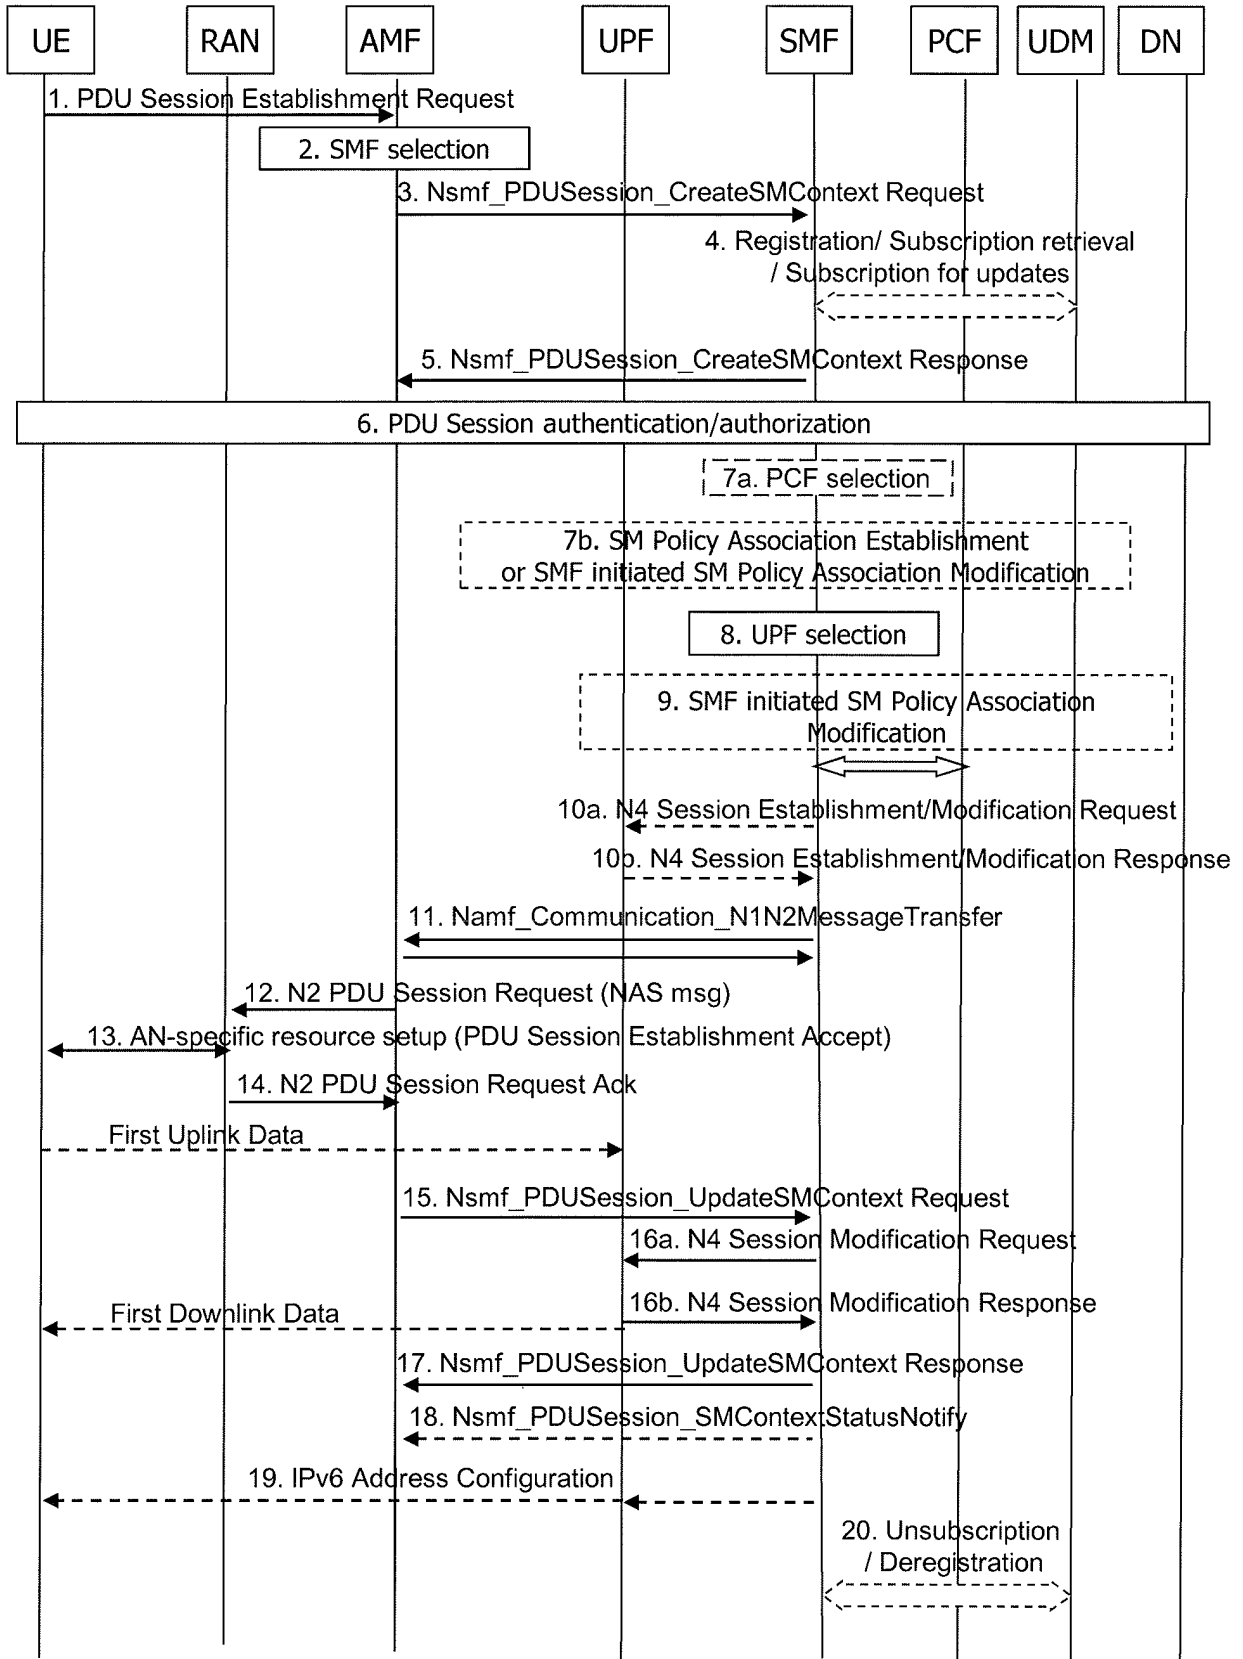 UE RAN AMF UPF SMF PCF UDM DN
1. PDU Session Establishment Request
2. SMF selection
3. Nsmf_PDUSession_CreateSMContext Request
4. Registration/ Subscription retrieval
/ Subscription for updates
5. Nsmf_PDUSession_CreateSMContext Response
6. PDU Session authentication/authorization
7a. PCF selection
7b. SM Policy Association Establishment
or SMF initiated SM Policy Association Modification
8. UPF selection
9. SMF initiated SM Policy Association
Modification
10a. N4 Session Establishment/Modification Request
10b. N4 Session Establishment/Modification Response
11. Namf_Communication_N1N2MessageTransfer
12. N2 PDU Session Request (NAS msg)
13. AN-specific resource setup (PDU Session Establishment Accept)
14. N2 PDU Session Request Ack
First Uplink Data
15. Nsmf_PDUSession_UpdateSMContext Request
16a. N4 Session Modification Request
16b. N4 Session Modification Response
First Downlink Data
17. Nsmf_PDUSession_UpdateSMContext Response
18. Nsmf_PDUSession_SMContextStatusNotify
19. IPv6 Address Configuration
20. Unsubscription
/ Deregistration